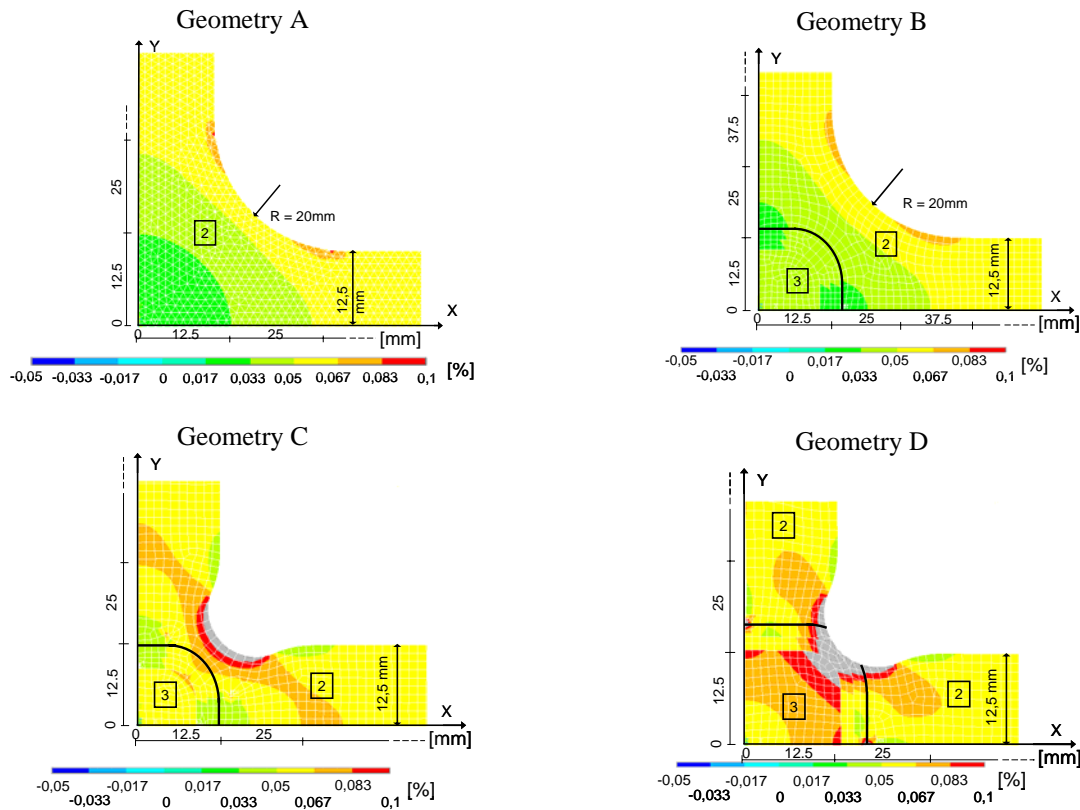 Geometry A
Y
25
12.5
0
2
R = 20mm
12,5 mm
X
0 12.5 25 [mm]
-0,05 -0,033 -0,017 0 0,017 0,033 0,05 0,067 0,083 0,1 [%]
Geometry B
Y
37.5
25
12.5
0
R = 20mm
2
3
12,5 mm
X
0 12.5 25 37.5 [mm]
-0,05 -0,017 0,017 0,05 0,083 [%]
-0,033 0 0,033 0,067 0,1
Geometry C
Y
25
12.5
0
3
2
12,5 mm
X
0 12.5 25 [mm]
-0,05 -0,017 0,017 0,05 0,083 [%]
-0,033 0 0,033 0,067 0,1
Geometry D
Y
2
25
12.5
0
3
2
12,5 mm
X
0 12.5 25 [mm]
-0,05 -0,017 0,017 0,05 0,083 [%]
-0,033 0 0,033 0,067 0,1